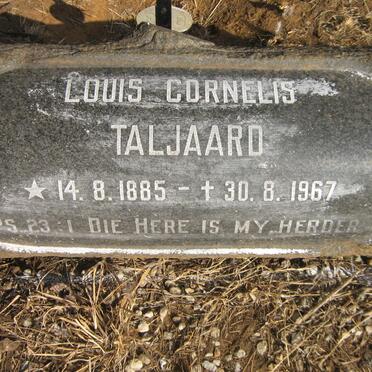 LOUIS CORNELIS
TALJAARD
★ 14.8.1885 - ✝ 30.8.1967
PS. 23:1 DIE HERE IS MY HERDER